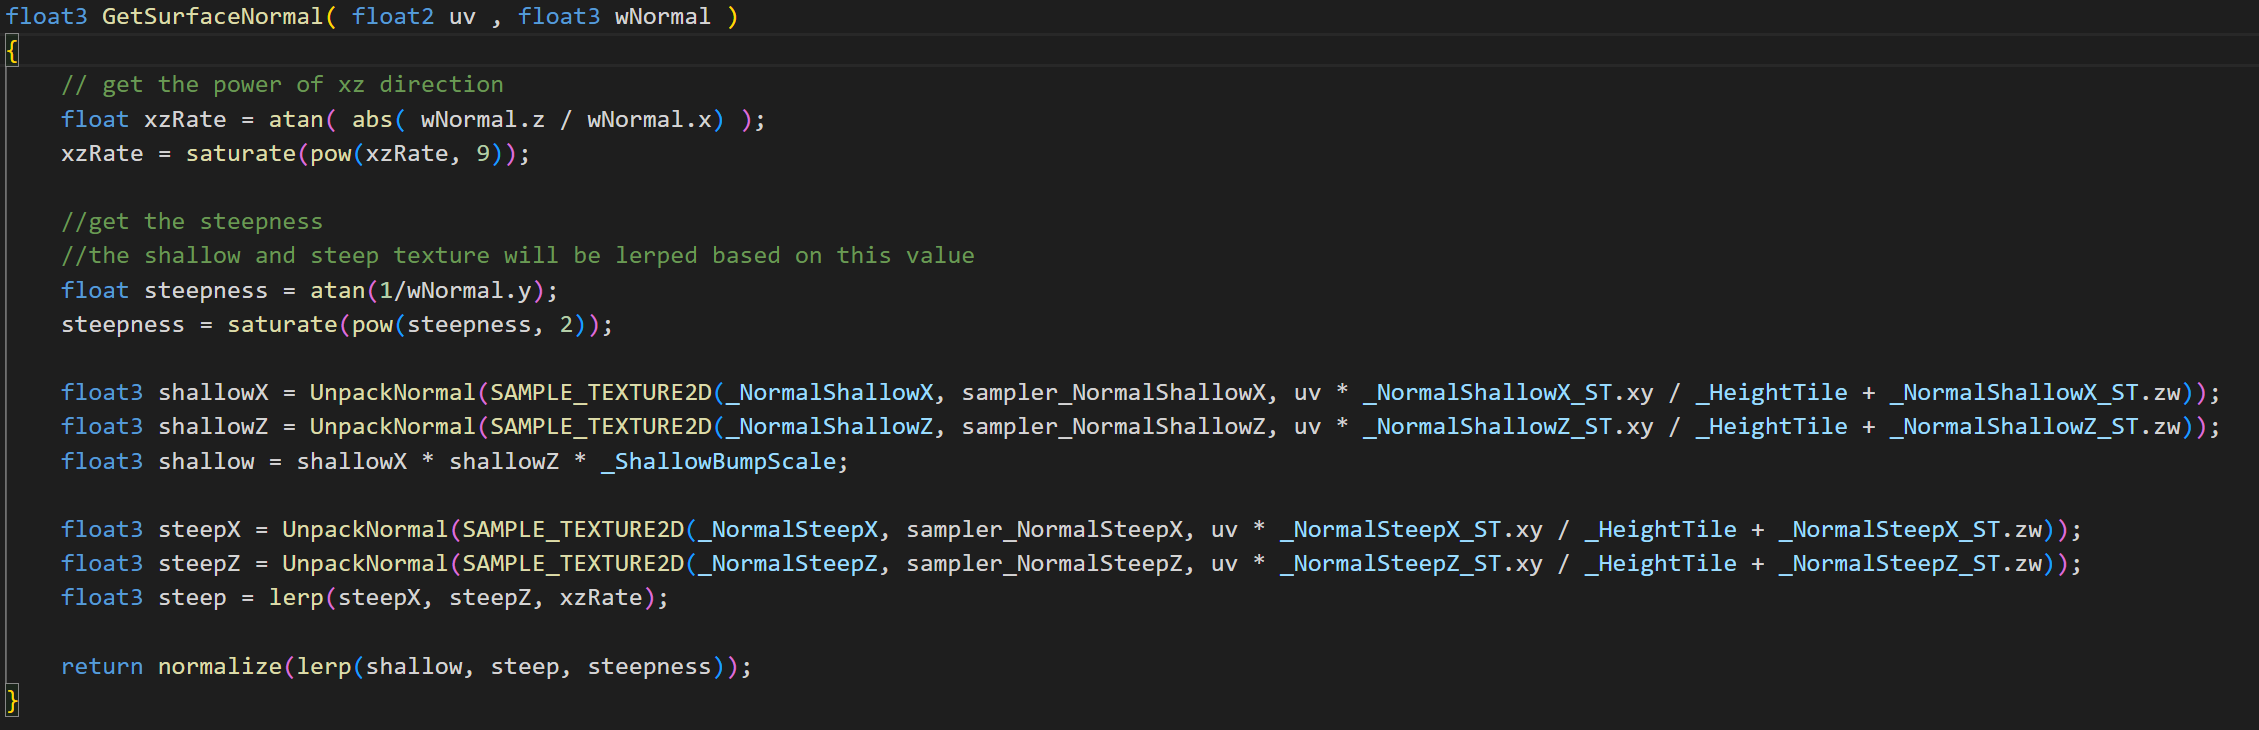 float3 GetSurfaceNormal( float2 uv , float3 wNormal )
{
    // get the power of xz direction
    float xzRate = atan( abs( wNormal.z / wNormal.x) );
    xzRate = saturate(pow(xzRate, 9));

    //get the steepness
    //the shallow and steep texture will be lerped based on this value
    float steepness = atan(1/wNormal.y);
    steepness = saturate(pow(steepness, 2));

    float3 shallowX = UnpackNormal(SAMPLE_TEXTURE2D(_NormalShallowX, sampler_NormalShallowX, uv * _NormalShallowX_ST.xy / _HeightTile + _NormalShallowX_ST.zw));
    float3 shallowZ = UnpackNormal(SAMPLE_TEXTURE2D(_NormalShallowZ, sampler_NormalShallowZ, uv * _NormalShallowZ_ST.xy / _HeightTile + _NormalShallowZ_ST.zw));
    float3 shallow = shallowX * shallowZ * _ShallowBumpScale;

    float3 steepX = UnpackNormal(SAMPLE_TEXTURE2D(_NormalSteepX, sampler_NormalSteepX, uv * _NormalSteepX_ST.xy / _HeightTile + _NormalSteepX_ST.zw));
    float3 steepZ = UnpackNormal(SAMPLE_TEXTURE2D(_NormalSteepZ, sampler_NormalSteepZ, uv * _NormalSteepZ_ST.xy / _HeightTile + _NormalSteepZ_ST.zw));
    float3 steep = lerp(steepX, steepZ, xzRate);

    return normalize(lerp(shallow, steep, steepness));
}